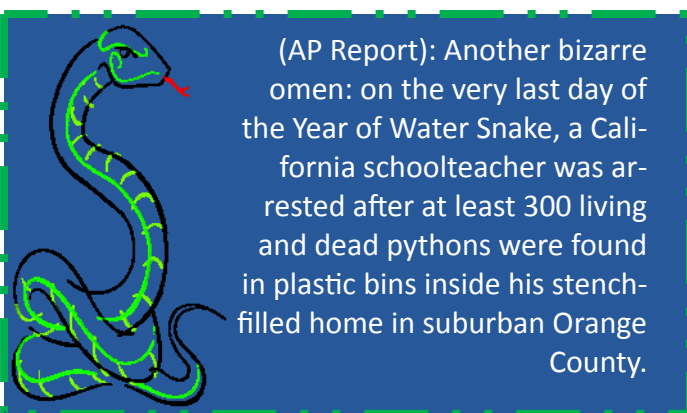 (AP Report): Another bizarre
omen: on the very last day of
the Year of Water Snake, a Cali-
fornia schoolteacher was ar-
rested after at least 300 living
and dead pythons were found
in plastic bins inside his stench-
filled home in suburban Orange
County.